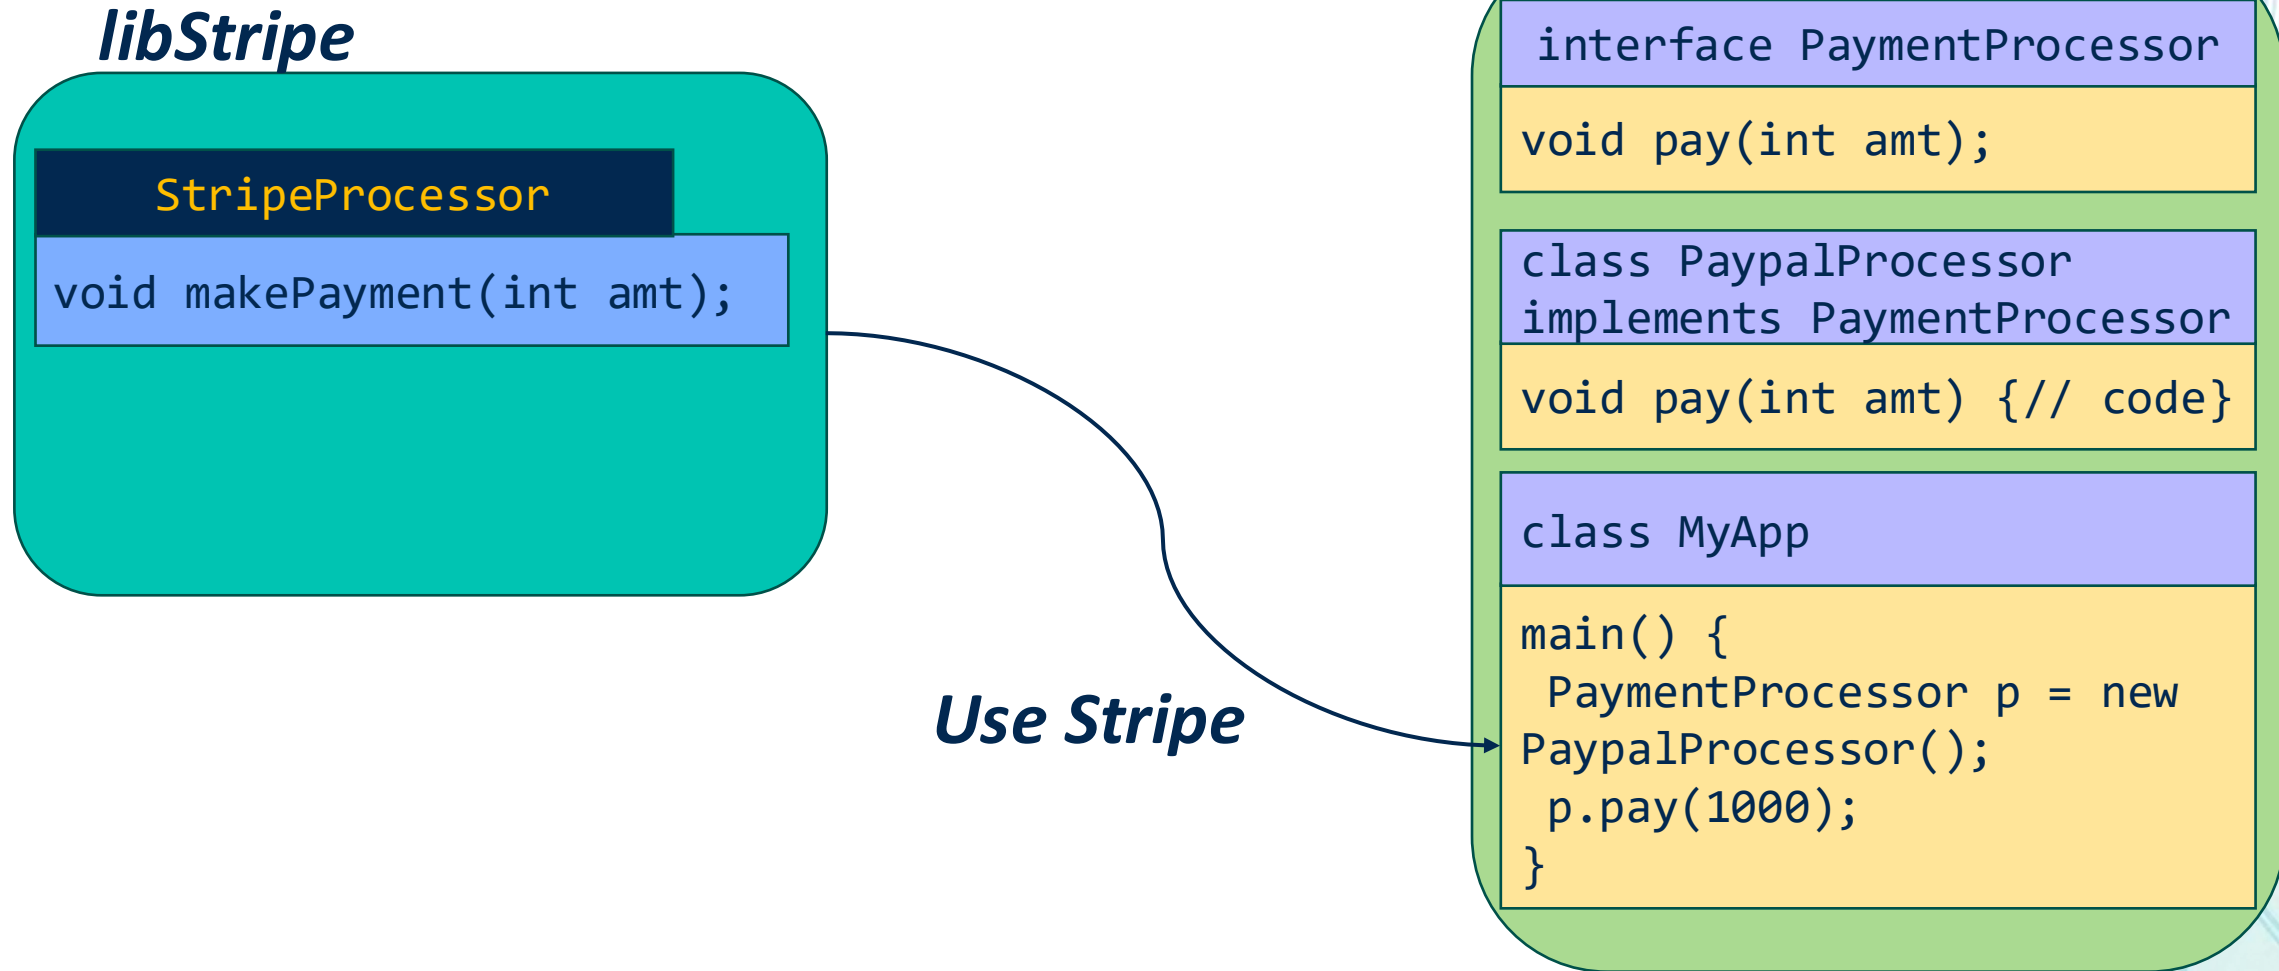 libStripe
StripeProcessor
void makePayment(int amt);
Use Stripe
interface PaymentProcessor
void pay(int amt);
class PaypalProcessor
implements PaymentProcessor
void pay(int amt) {// code}
class MyApp
main() {
PaymentProcessor p = new
PaypalProcessor();
p.pay(1000);
}